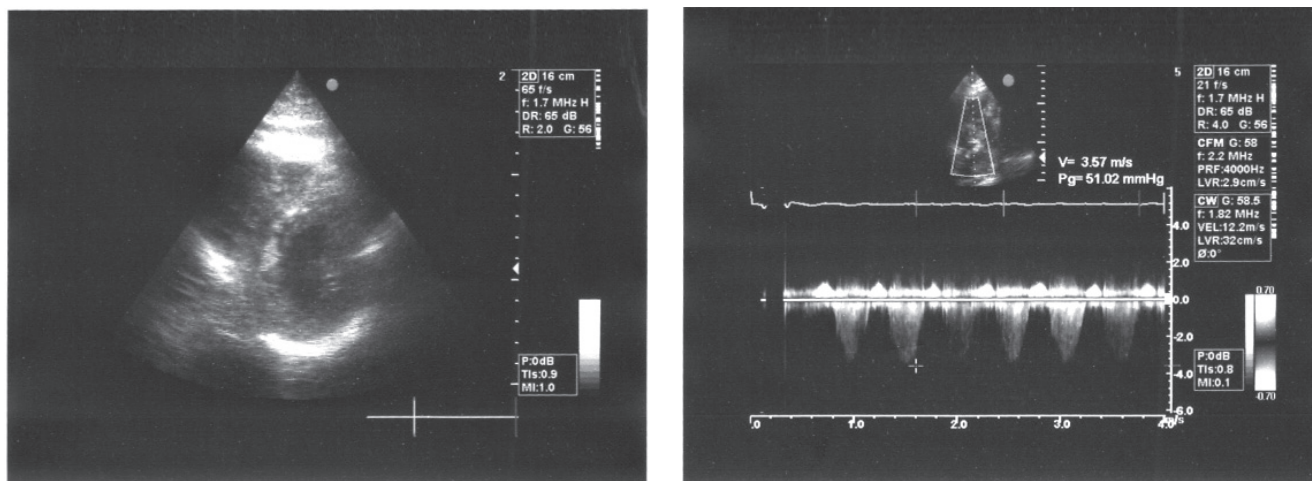 2
2D 16 cm
65 f/s
f: 1.7 MHz H
DR: 65 dB
R: 2.0 G: 56
P:0dB
TIs:0.9
MI:1.0
5
2D 16 cm
21 f/s
f: 1.7 MHz H
DR: 65 dB
R: 4.0 G: 56
CFM G: 58
f: 2.2 MHz
PRF:4000Hz
LVR:2.9cm/s
CW G: 58.5
f: 1.82 MHz
VEL:12.2m/s
LVR:32cm/s
Ø:0°
V= 3.57 m/s
Pg= 51.02 mmHg
4.0
2.0
0.0
-2.0
-4.0
-6.0
m/s
.0 1.0 2.0 3.0 4.0
0.70
-0.70
P:0dB
TIs:0.8
MI:0.1